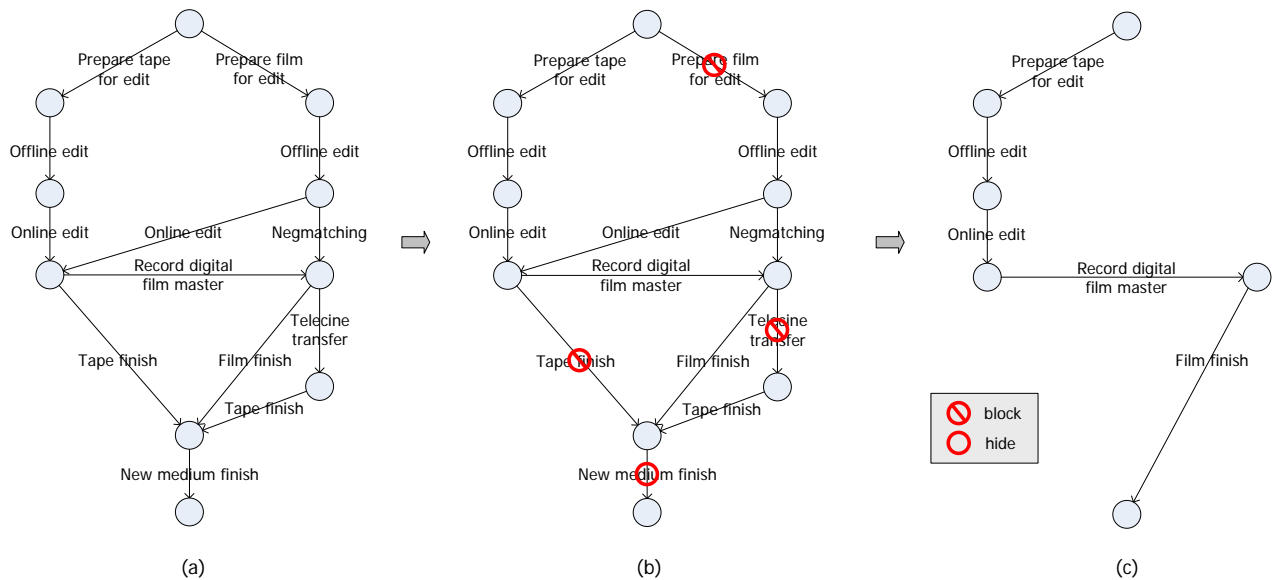 Prepare tape
for edit
Prepare film
for edit
Offline edit
Offline edit
Online edit
Online edit
Negmatching
Record digital
film master
Telecine
transfer
Tape finish
Film finish
Tape finish
New medium finish
(a)
Prepare tape
for edit
Prepare film
for edit
Offline edit
Offline edit
Online edit
Online edit
Negmatching
Record digital
film master
Telecine
transfer
Tape finish
Film finish
Tape finish
New medium finish
(b)
Prepare tape
for edit
Offline edit
Online edit
Record digital
film master
Film finish
block
hide
(c)